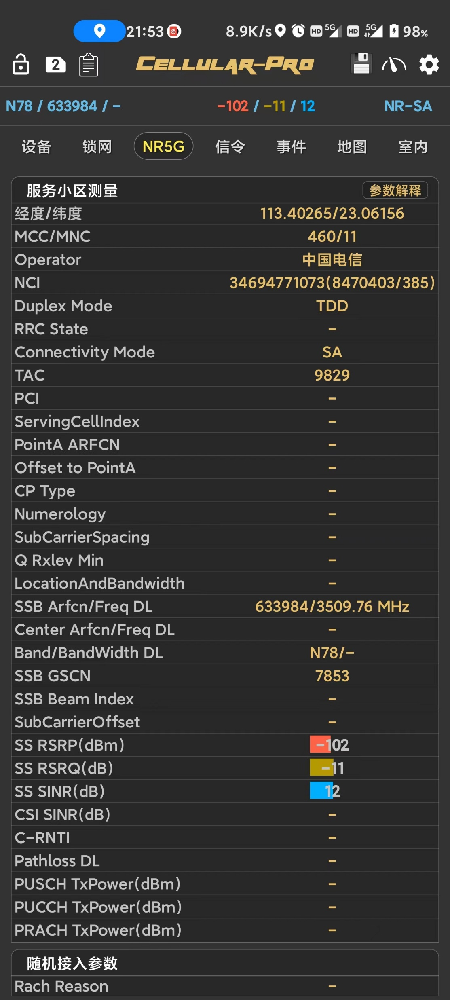 21:53 8.9K/s HD 5G HD 5G 98%
2 CELLULAR-PRO
N78 / 633984 / - -102 / -11 / 12 NR-SA
设备 锁网 NR5G 信令 事件 地图 室内
服务小区测量 参数解释
经度/纬度 113.40265/23.06156
MCC/MNC 460/11
Operator 中国电信
NCI 34694771073(8470403/385)
Duplex Mode TDD
RRC State -
Connectivity Mode SA
TAC 9829
PCI -
ServingCellIndex -
PointA ARFCN -
Offset to PointA -
CP Type -
Numerology -
SubCarrierSpacing -
Q Rxlev Min -
LocationAndBandwidth -
SSB Arfcn/Freq DL 633984/3509.76 MHz
Center Arfcn/Freq DL -
Band/BandWidth DL N78/-
SSB GSCN 7853
SSB Beam Index -
SubCarrierOffset -
SS RSRP(dBm) -102
SS RSRQ(dB) -11
SS SINR(dB) 12
CSI SINR(dB) -
C-RNTI -
Pathloss DL -
PUSCH TxPower(dBm) -
PUCCH TxPower(dBm) -
PRACH TxPower(dBm) -
随机接入参数
Rach Reason -